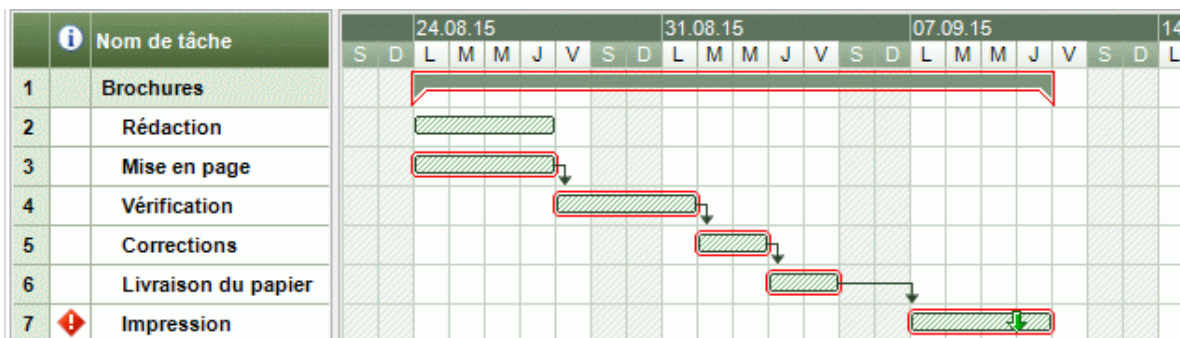 Nom de tâche
24.08.15 31.08.15 07.09.15 14
S D L M M J V S D L M M J V S D L M M J V S D L
1 Brochures
2 Rédaction
3 Mise en page
4 Vérification
5 Corrections
6 Livraison du papier
7 Impression